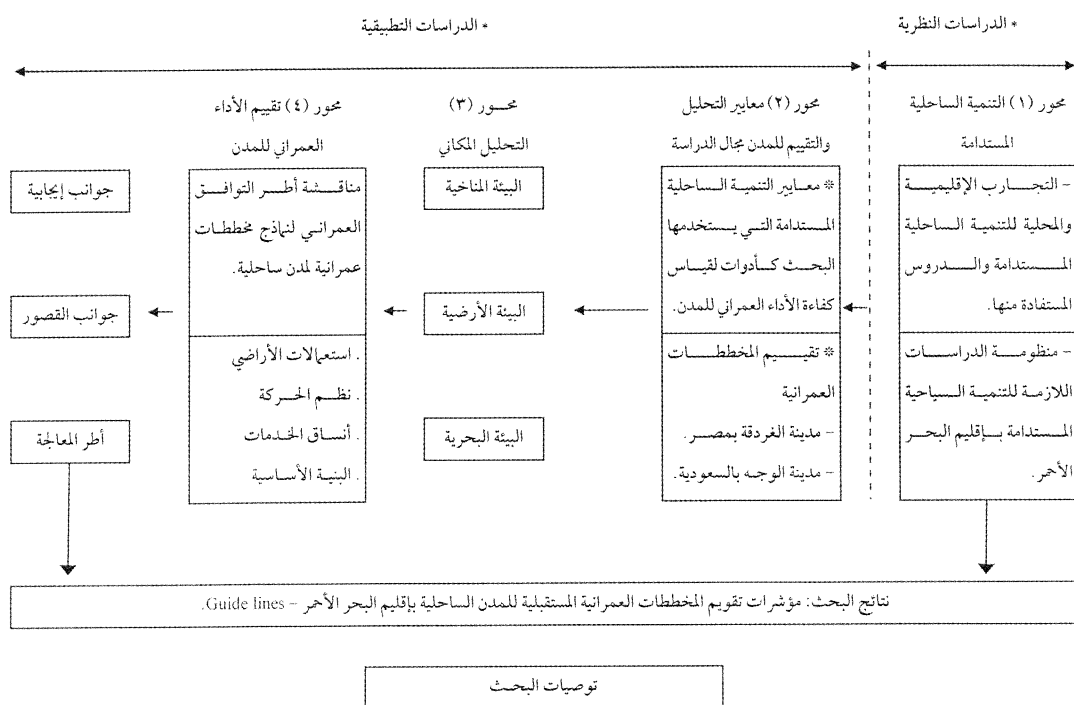 * الدراسات النظرية
* الدراسات التطبيقية
محور (١) التنمية الساحلية
المستدامة
– التجارب الإقليمية
والمحلية للتنمية الساحلية
المستدامة والدروس
المستفادة منها.
– منظومة الدراسات
اللازمة للتنمية السياحية
المستدامة بإقليم البحر
الأحمر.
محور (٢) معايير التحليل
والتقييم للمدن مجال الدراسة
* معايير التنمية الساحلية
المستدامة التي يستخدمها
البحث كأدوات لقياس
كفاءة الأداء العمراني للمدن.
* تقييم المخططات
العمرانية
– مدينة الغردقة بمصر.
– مدينة الوجه بالسعودية.
محور (٣)
التحليل المكاني
البيئة المناخية
البيئة الأرضية
البيئة البحرية
محور (٤) تقييم الأداء
العمراني للمدن
مناقشة أطر التوافق
العمراني لنماذج مخططات
عمرانية لمدن ساحلية.
. استعمالات الأراضي
. نظم الحركة
. أنساق الخدمات
. البنية الأساسية
جوانب إيجابية
جوانب القصور
أطر المعالجة
نتائج البحث: مؤشرات تقويم المخططات العمرانية المستقبلية للمدن الساحلية بإقليم البحر الأحمر – Guide lines.
توصيات البحث